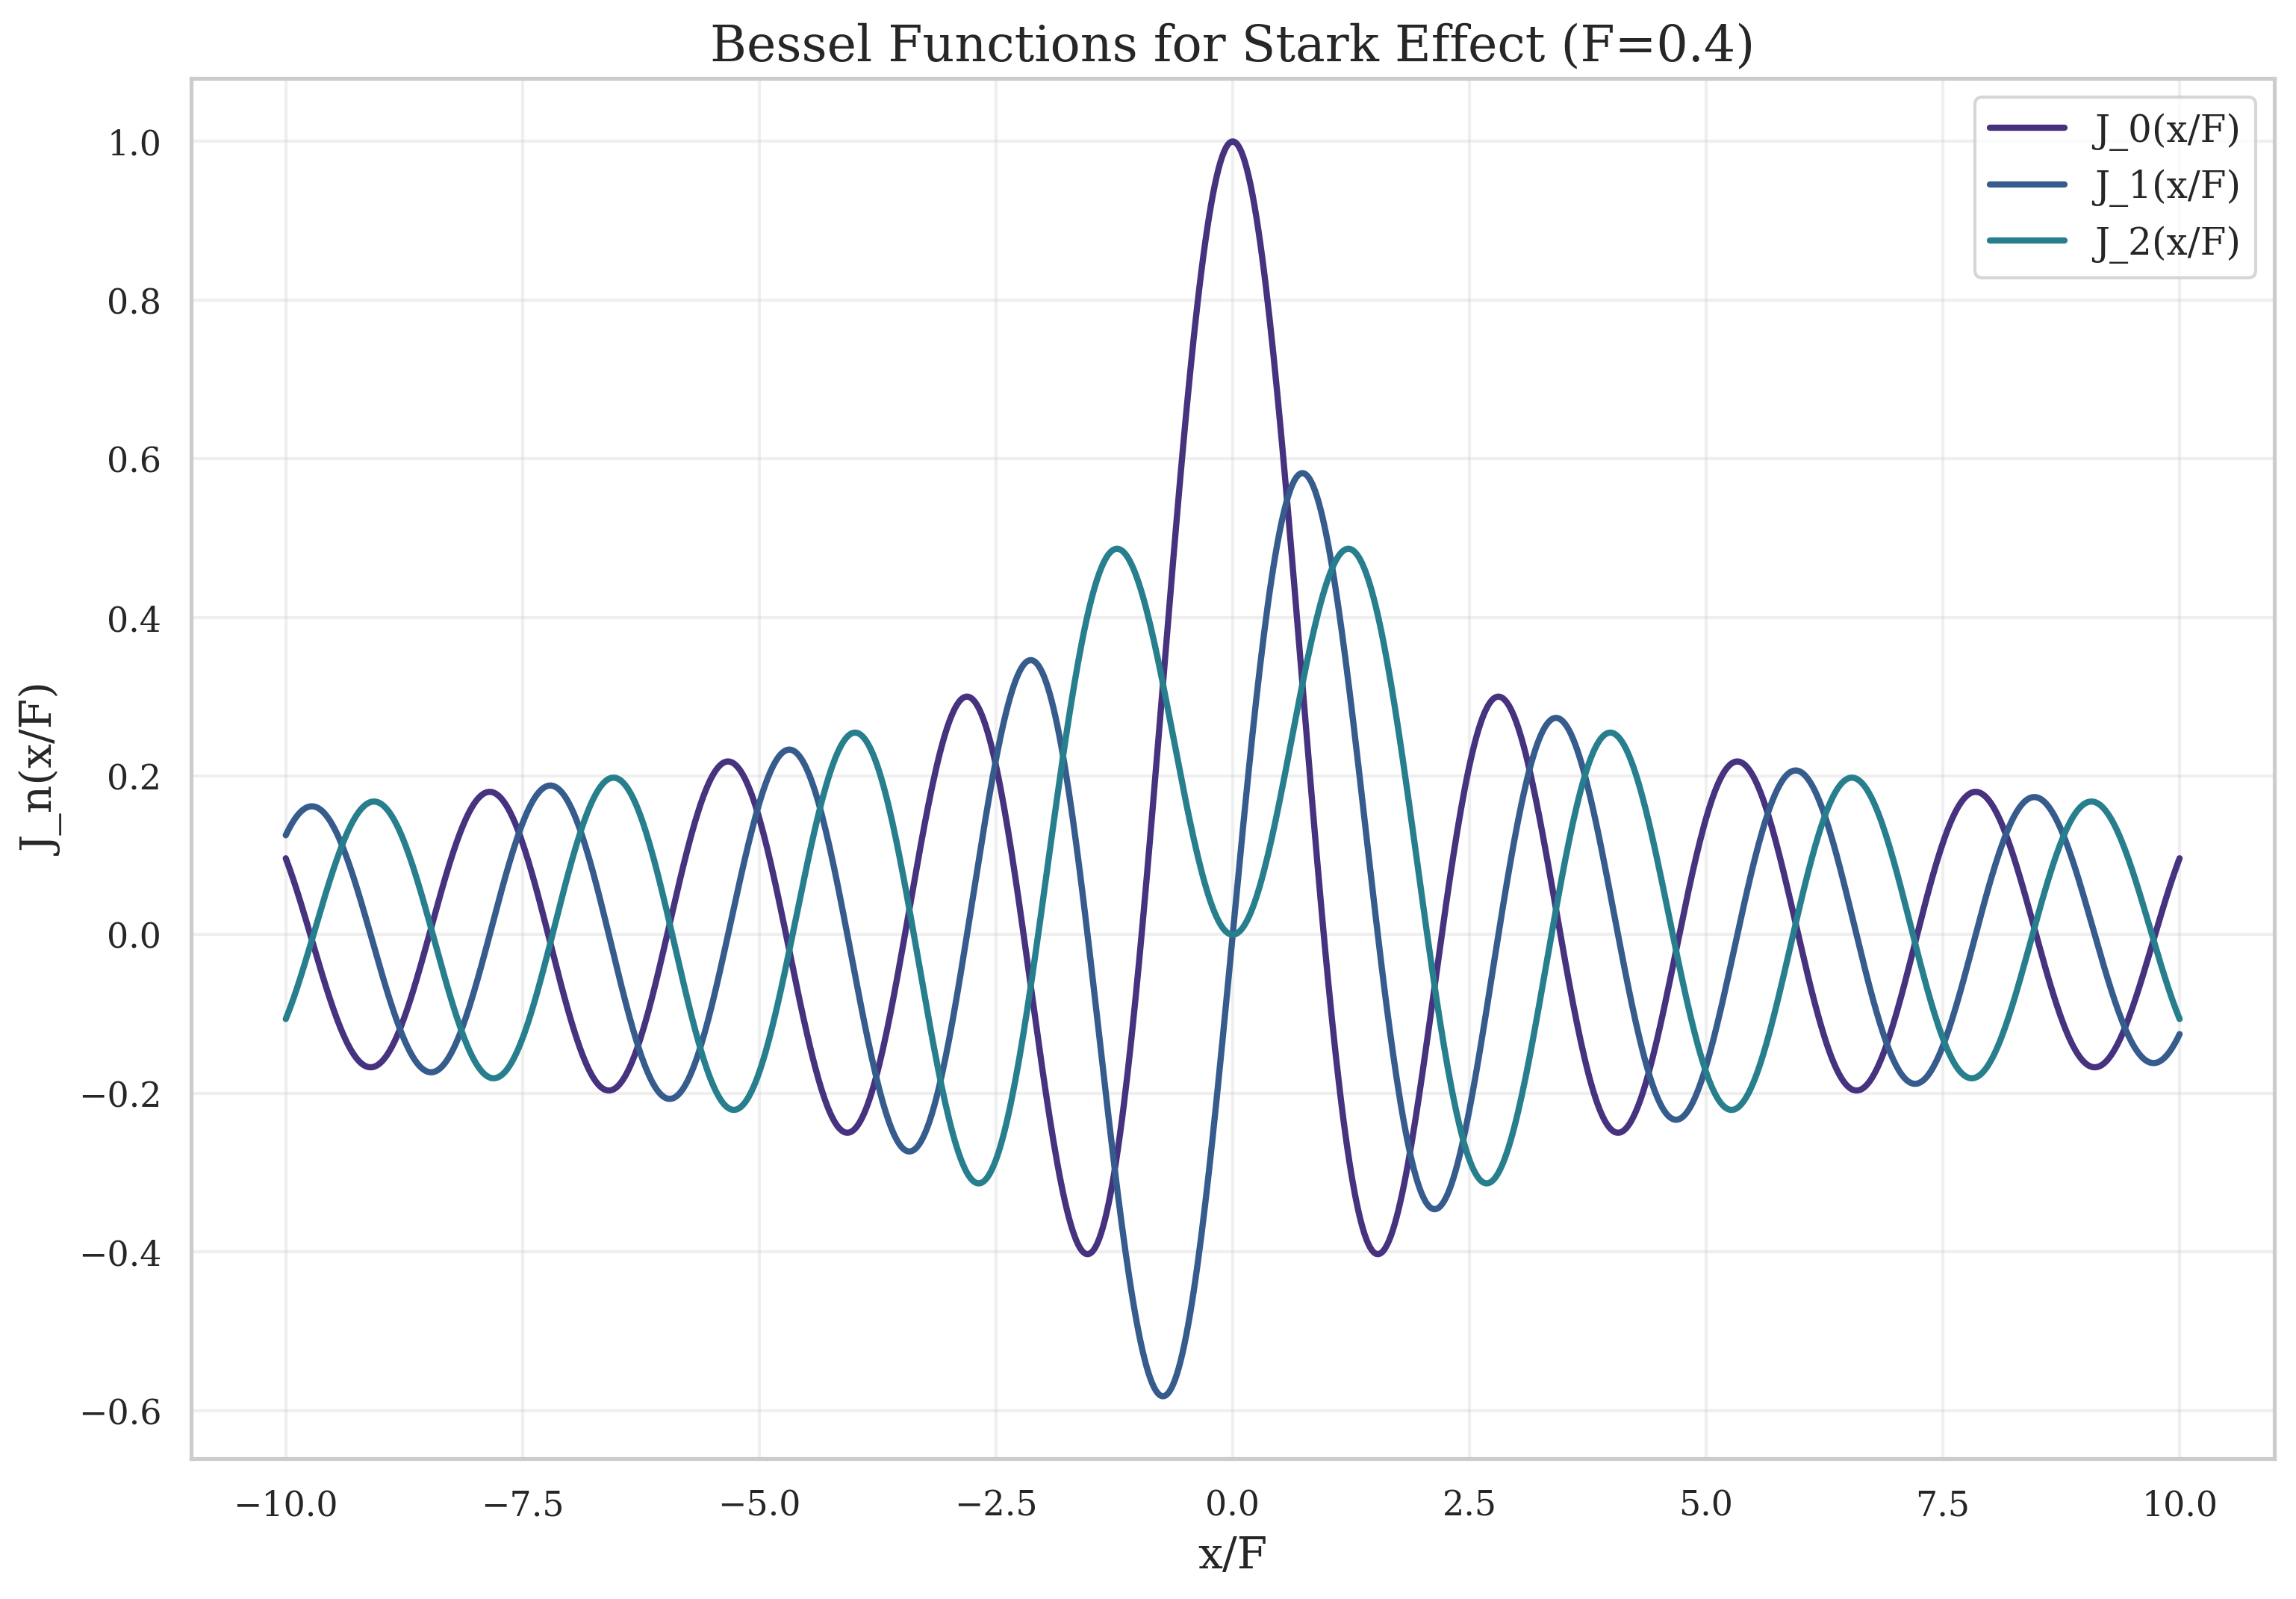 Bessel Functions for Stark Effect (F=0.4)
J_0(x/F)
J_1(x/F)
J_2(x/F)
J_n(x/F)
1.0
0.8
0.6
0.4
0.2
0.0
−0.2
−0.4
−0.6
−10.0 −7.5 −5.0 −2.5 0.0 2.5 5.0 7.5 10.0
x/F